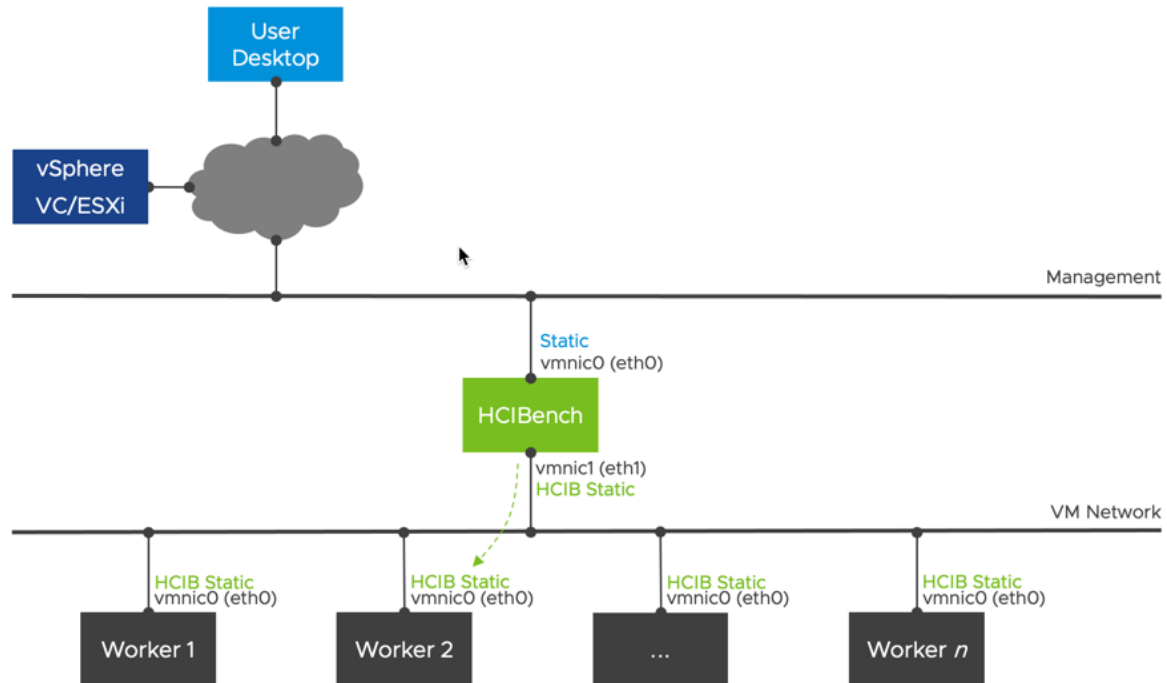 User
Desktop
vSphere
VC/ESXi
Management
Static
vmnic0 (eth0)
HCIBench
vmnic1 (eth1)
HCIB Static
VM Network
HCIB Static
vmnic0 (eth0)
HCIB Static
vmnic0 (eth0)
HCIB Static
vmnic0 (eth0)
HCIB Static
vmnic0 (eth0)
Worker 1
Worker 2
...
Worker n